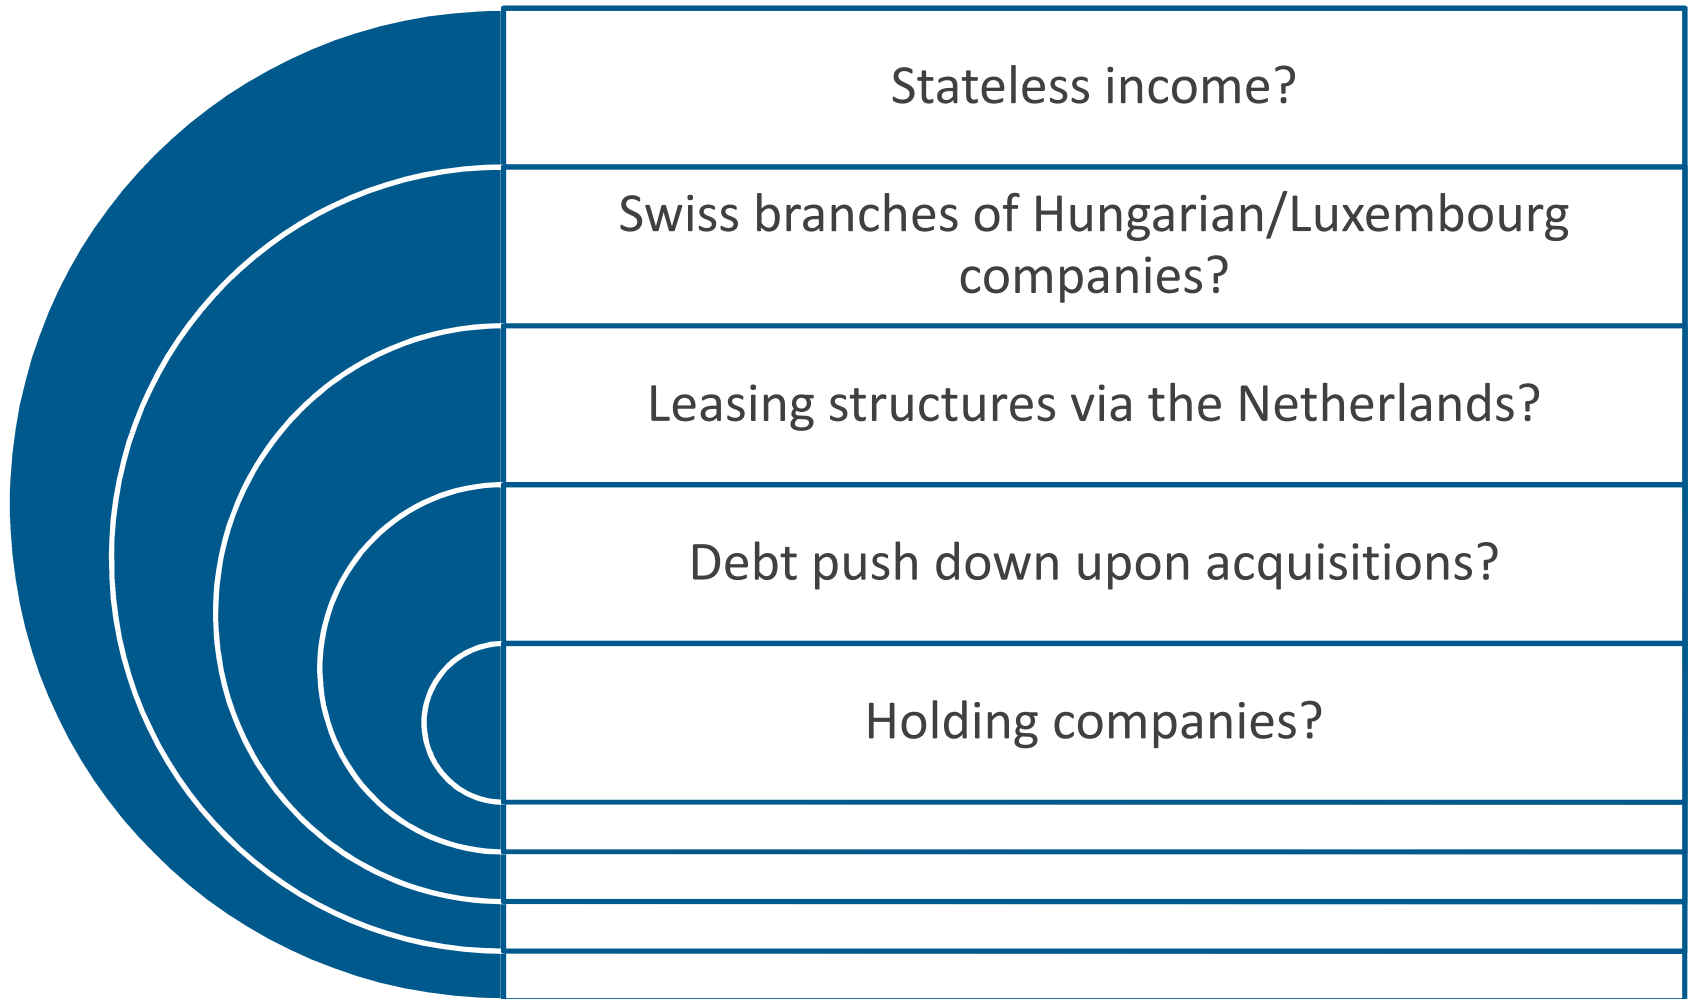 Stateless income?
Swiss branches of Hungarian/Luxembourg
companies?
Leasing structures via the Netherlands?
Debt push down upon acquisitions?
Holding companies?